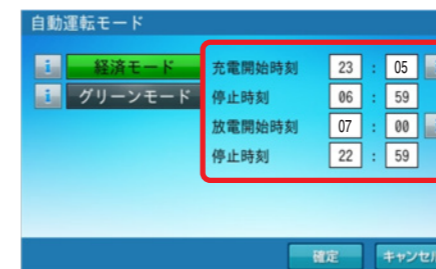 自動運転モード
i 経済モード 充電開始時刻 23 : 05
i グリーンモード 停止時刻 06 : 59
放電開始時刻 07 : 00
停止時刻 22 : 59
確定 キャンセル